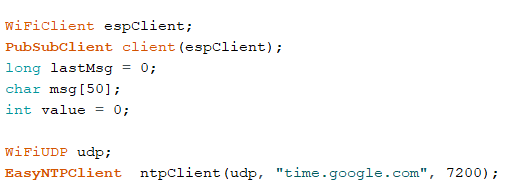 WiFiClient espClient;
PubSubClient client(espClient);
long lastMsg = 0;
char msg[50];
int value = 0;
WiFiUDP udp;
EasyNTPClient  ntpClient(udp, "time.google.com", 7200);